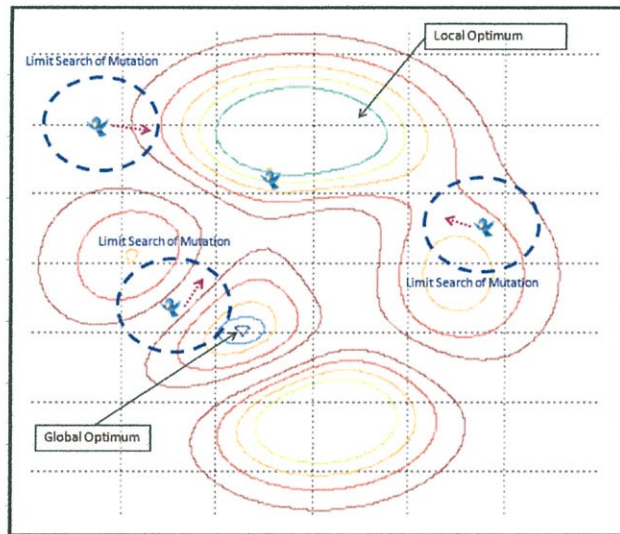 Local Optimum
Limit Search of Mutation
Limit Search of Mutation
Limit Search of Mutation
Global Optimum